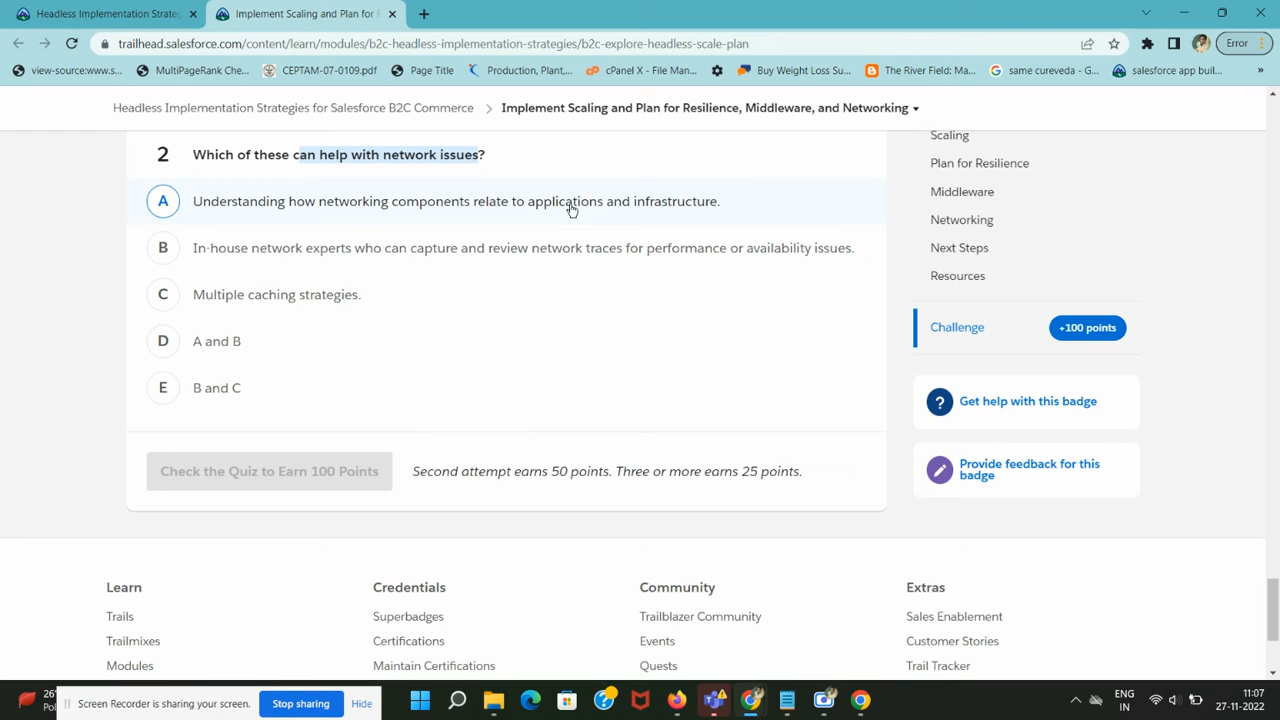 Headless Implementation Strateg
Implement Scaling and Plan for R
trailhead.salesforce.com/content/learn/modules/b2c-headless-implementation-strategies/b2c-explore-headless-scale-plan
Error
view-source:www.s...
MultiPageRank Che...
CEPTAM-07-0109.pdf
Page Title
Production, Plant,...
cPanel X - File Man...
Buy Weight Loss Su...
The River Field: Ma...
same cureveda - G...
salesforce app buil...
»
Headless Implementation Strategies for Salesforce B2C Commerce
Implement Scaling and Plan for Resilience, Middleware, and Networking
2 Which of these can help with network issues?
A Understanding how networking components relate to applications and infrastructure.
B In-house network experts who can capture and review network traces for performance or availability issues.
C Multiple caching strategies.
D A and B
E B and C
Check the Quiz to Earn 100 Points
Second attempt earns 50 points. Three or more earns 25 points.
Scaling
Plan for Resilience
Middleware
Networking
Next Steps
Resources
Challenge
+100 points
? Get help with this badge
Provide feedback for this
badge
Learn
Trails
Trailmixes
Modules
Credentials
Superbadges
Certifications
Maintain Certifications
Community
Trailblazer Community
Events
Quests
Extras
Sales Enablement
Customer Stories
Trail Tracker
26°
Screen Recorder is sharing your screen.
Stop sharing
Hide
ENG
IN
11:07
27-11-2022